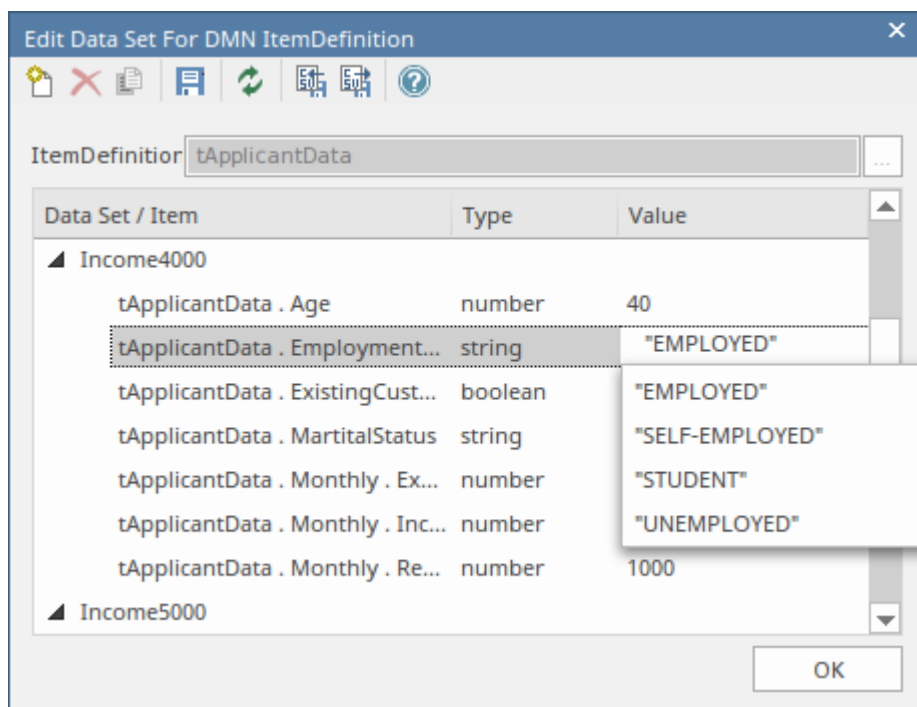 Edit Data Set For DMN ItemDefinition
ItemDefinition tApplicantData ...
Data Set / Item Type Value
Income4000
tApplicantData . Age number 40
tApplicantData . Employment... string "EMPLOYED"
tApplicantData . ExistingCust... boolean "EMPLOYED"
tApplicantData . MartitalStatus string "SELF-EMPLOYED"
tApplicantData . Monthly . Ex... number "STUDENT"
tApplicantData . Monthly . Inc... number "UNEMPLOYED"
tApplicantData . Monthly . Re... number 1000
Income5000
OK